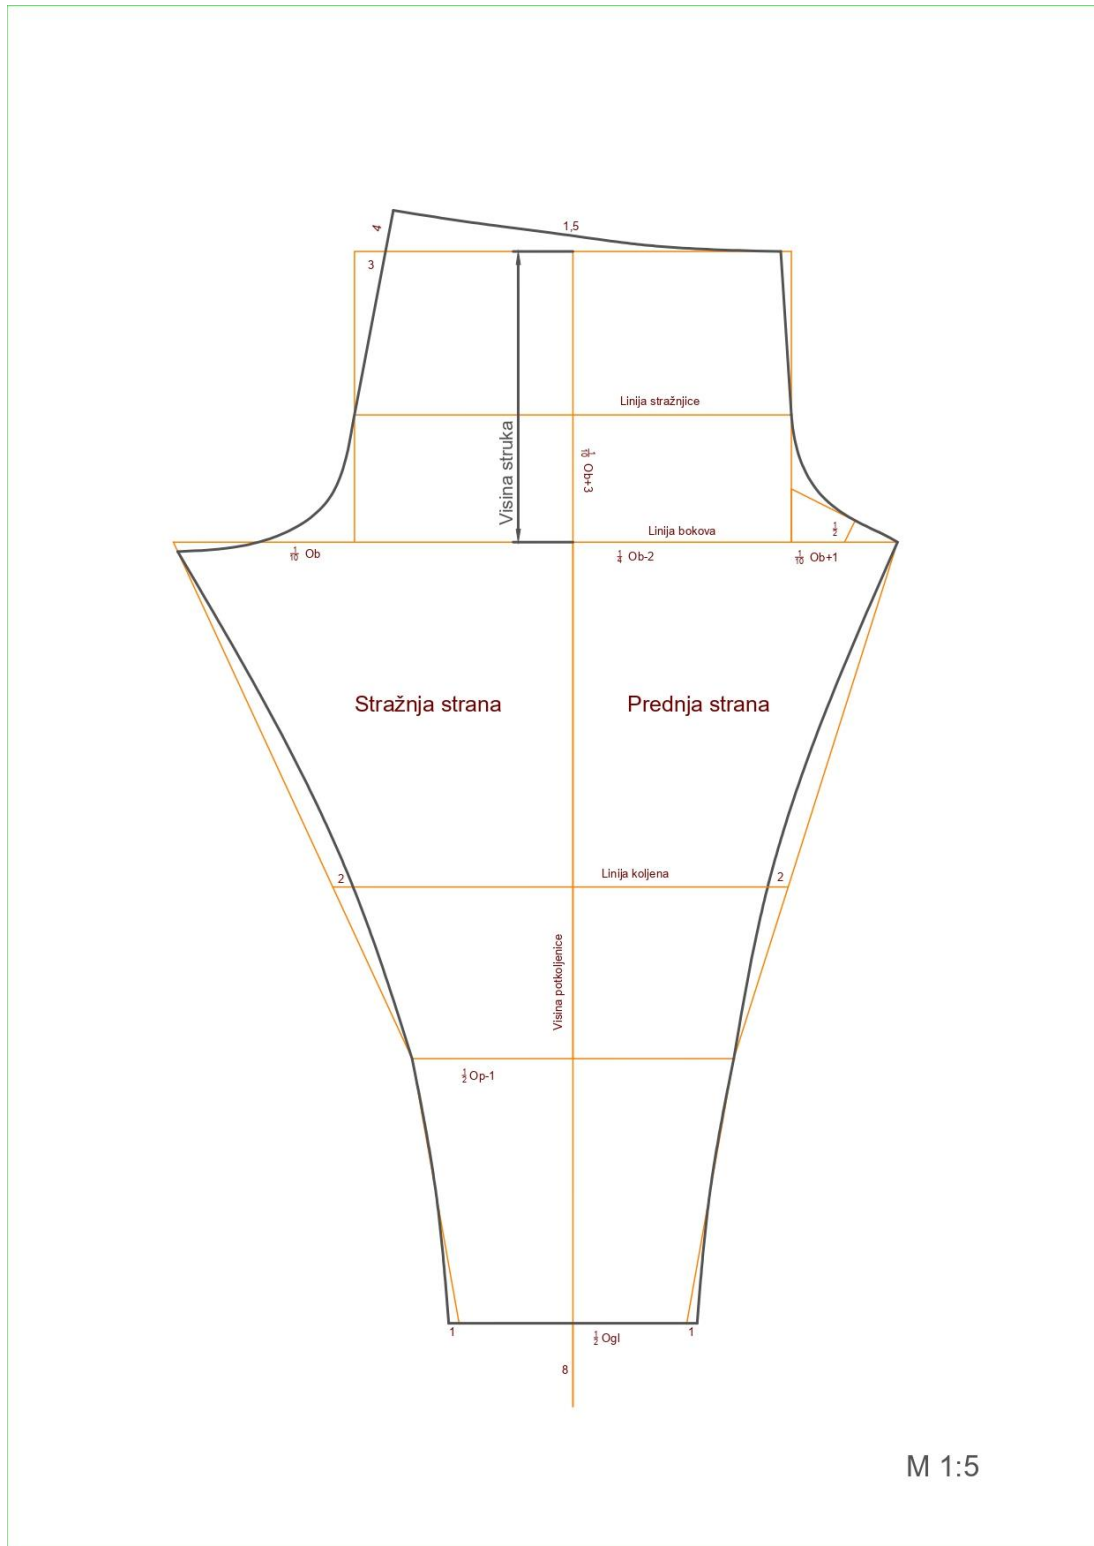 4
1,5
3
Linija stražnjice
Visina struka
1/10 Ob+3
Linija bokova
1/2
1/10 Ob
1/4 Ob-2
1/10 Ob+1
Stražnja strana
Prednja strana
2
Linija koljena
2
Visina potkoljenice
1/2 Op-1
1
1/2 Ogl
1
8
M 1:5